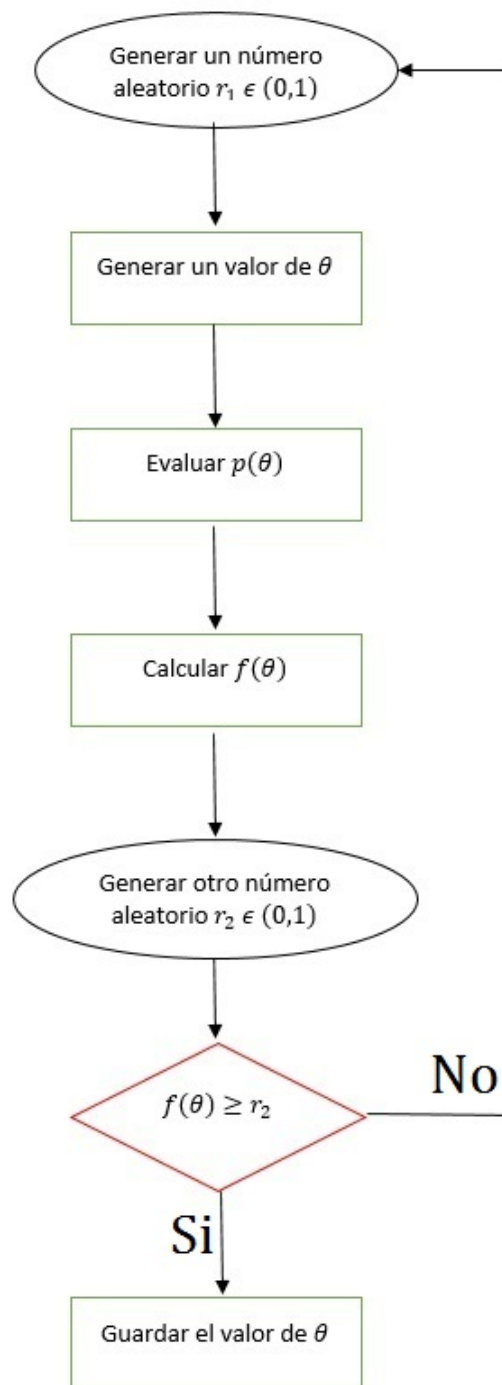 Generar un número
aleatorio r₁ ϵ (0,1)
Generar un valor de θ
Evaluar p(θ)
Calcular f(θ)
Generar otro número
aleatorio r₂ ϵ (0,1)
f(θ) ≥ r₂
No
Si
Guardar el valor de θ